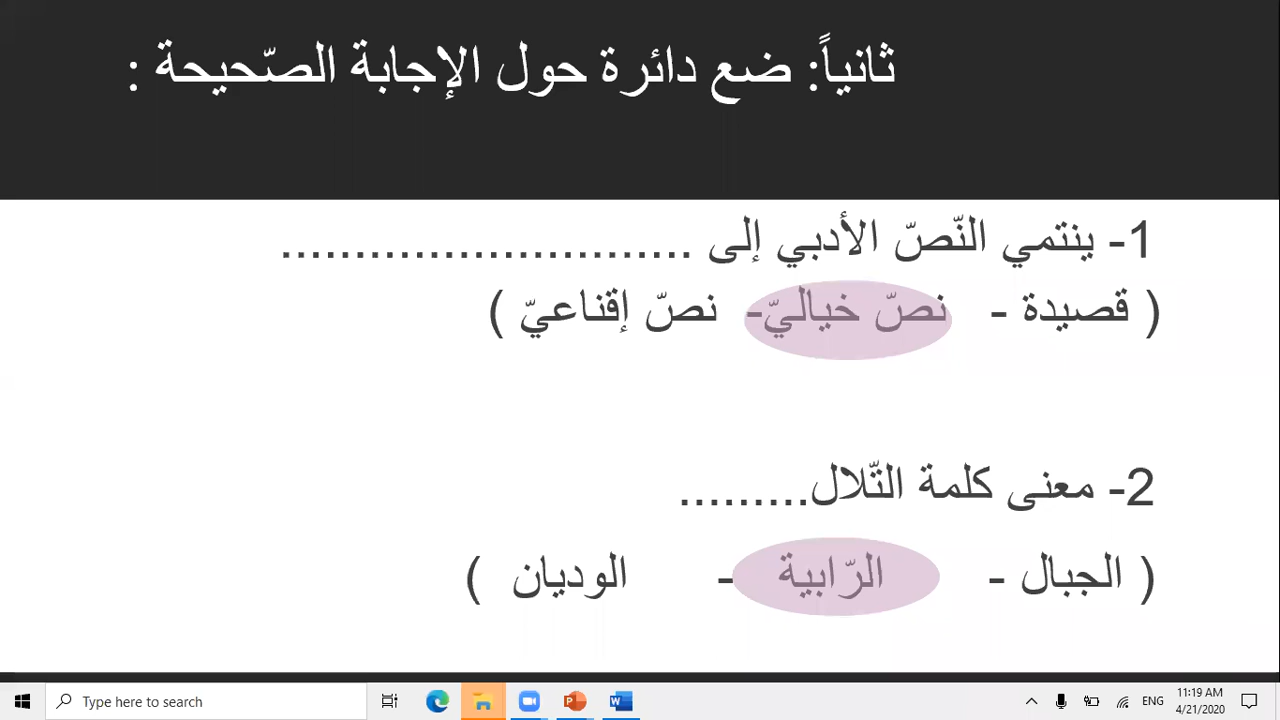 ثانياً: ضع دائرة حول الإجابة الصّحيحة :
1- ينتمي النّصّ الأدبي إلى ............................
( قصيدة - نصّ خياليّ- نصّ إقناعيّ )
2- معنى كلمة التّلال.........
( الجبال - الرّابية - الوديان )
Type here to search
ENG
11:19 AM
4/21/2020